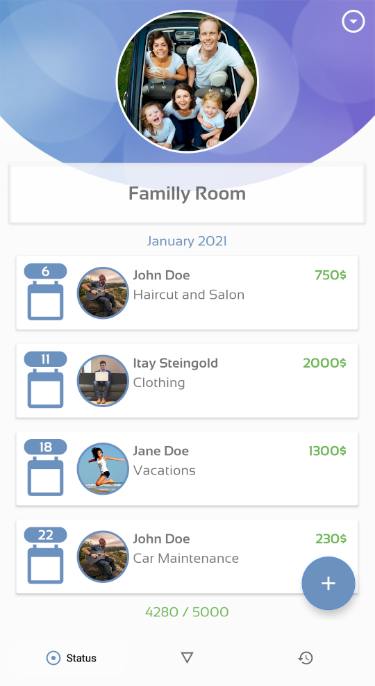 Familly Room
January 2021
6
John Doe
750$
Haircut and Salon
11
Itay Steingold
2000$
Clothing
18
Jane Doe
1300$
Vacations
22
John Doe
230$
Car Maintenance
+
4280 / 5000
Status